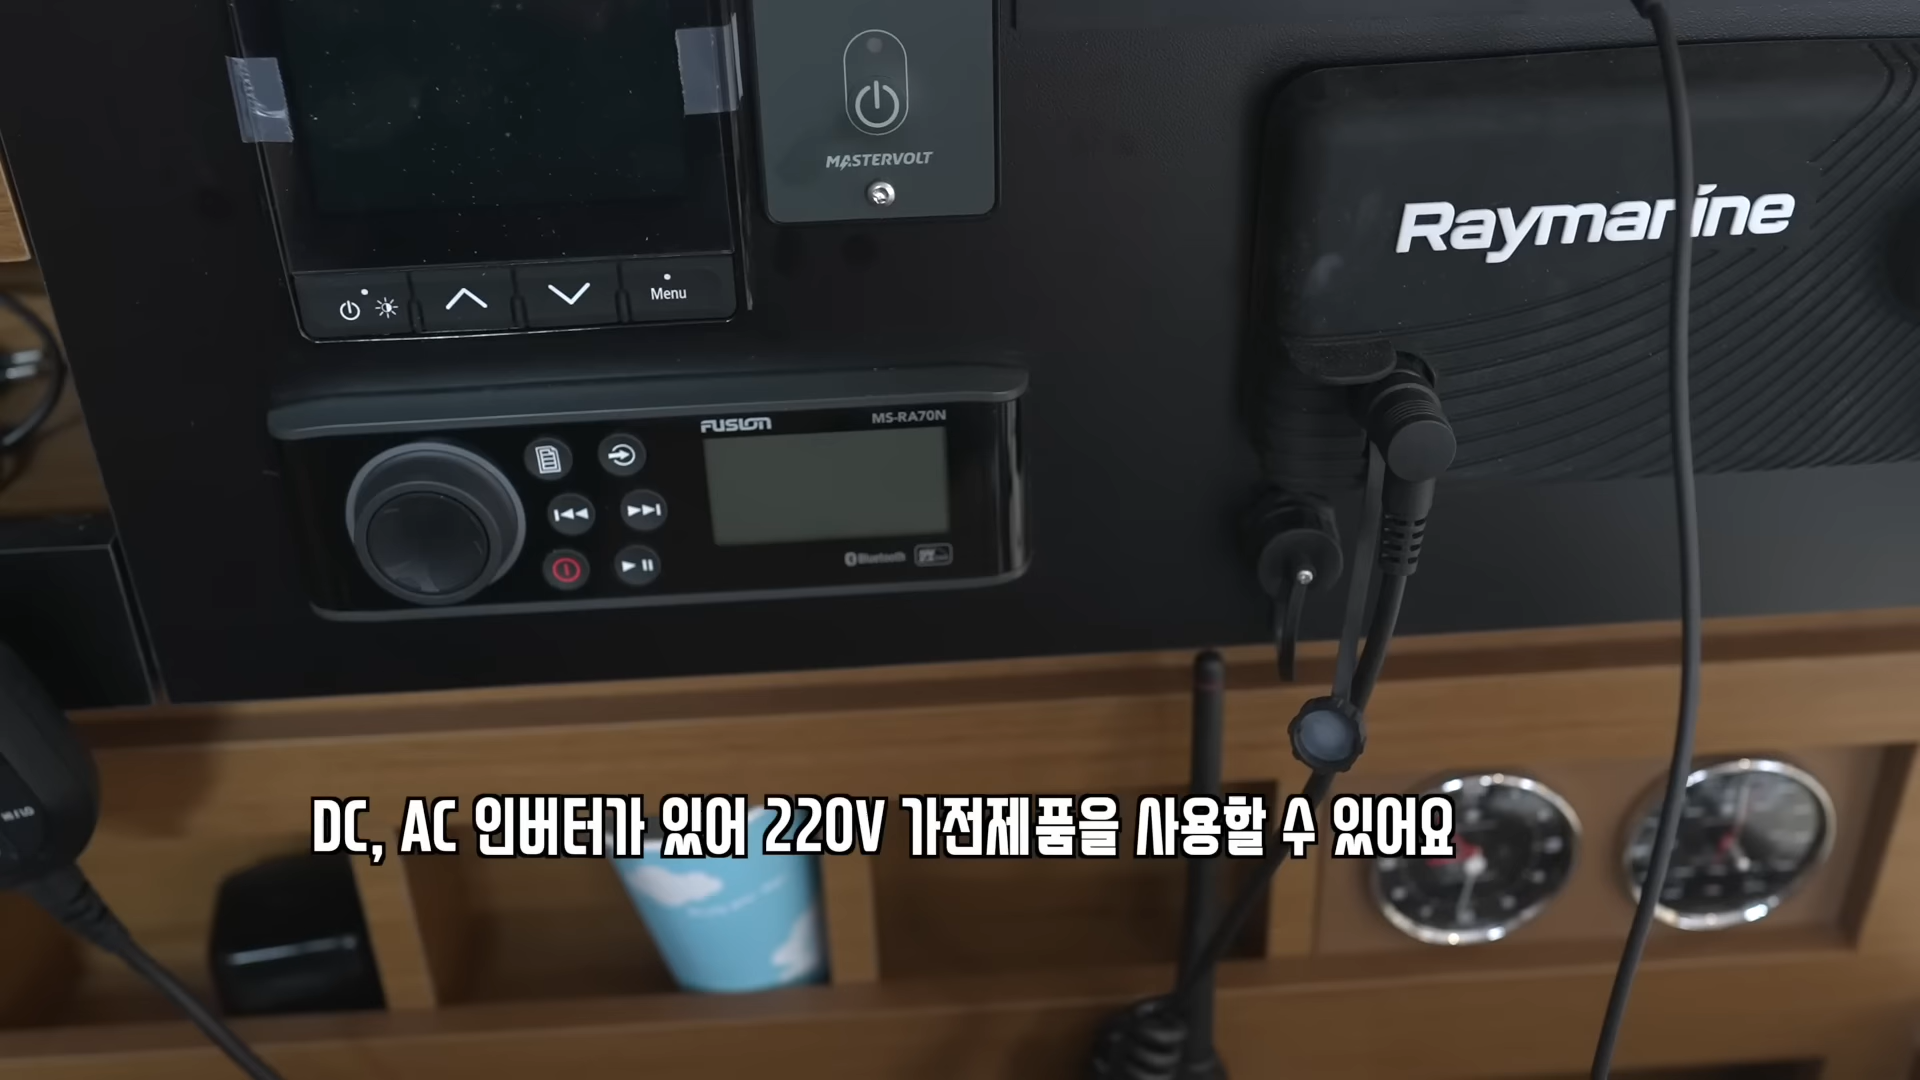 MASTERVOLT
Raymarine
Menu
FUSION
MS-RA70N
Bluetooth
DC, AC 인버터가 있어 220V 가전제품을 사용할 수 있어요